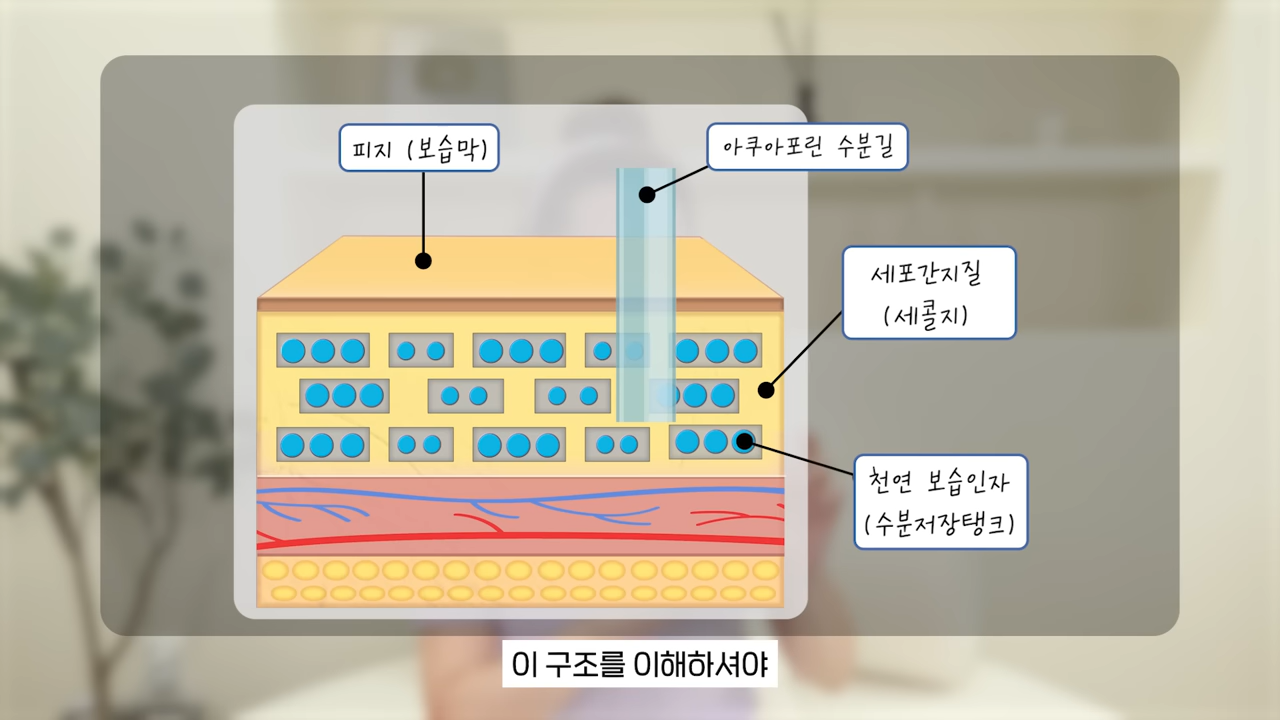 피지 (보습막)
아쿠아포린 수분길
세포간지질
(세콜지)
천연 보습인자
(수분저장탱크)
이 구조를 이해하셔야